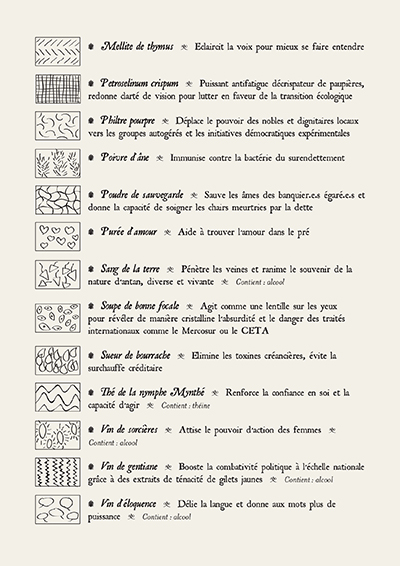 Mellite de thymus Eclaircit la voix pour mieux se faire entendre
Petroselinum crispum Puissant antifatigue décrispateur de paupières,
redonne clarté de vision pour lutter en faveur de la transition écologique
Philtre pourpre Déplace le pouvoir des nobles et dignitaires locaux
vers les groupes autogérés et les initiatives démocratiques expérimentales
Poivre d'âne Immunise contre la bactérie du surendettement
Poudre de sauvegarde Sauve les âmes des banquier.e.s égaré.e.s et
donne la capacité de soigner les chairs meurtries par la dette
Purée d'amour Aide à trouver l'amour dans le pré
Sang de la terre Pénètre les veines et ranime le souvenir de la
nature d'antan, diverse et vivante Contient : alcool
Soupe de bonne focale Agit comme une lentille sur les yeux
pour révéler de manière cristalline l'absurdité et le danger des traités
internationaux comme le Mercosur ou le CETA
Sueur de bourrache Elimine les toxines créancières, évite la
surchauffe créditaire
Thé de la nymphe Mynthé Renforce la confiance en soi et la
capacité d'agir Contient : théine
Vin de sorcières Attise le pouvoir d'action des femmes
Contient : alcool
Vin de gentiane Booste la combativité politique à l'échelle nationale
grâce à des extraits de ténacité de gilets jaunes Contient : alcool
Vin d'éloquence Délie la langue et donne aux mots plus de
puissance Contient : alcool